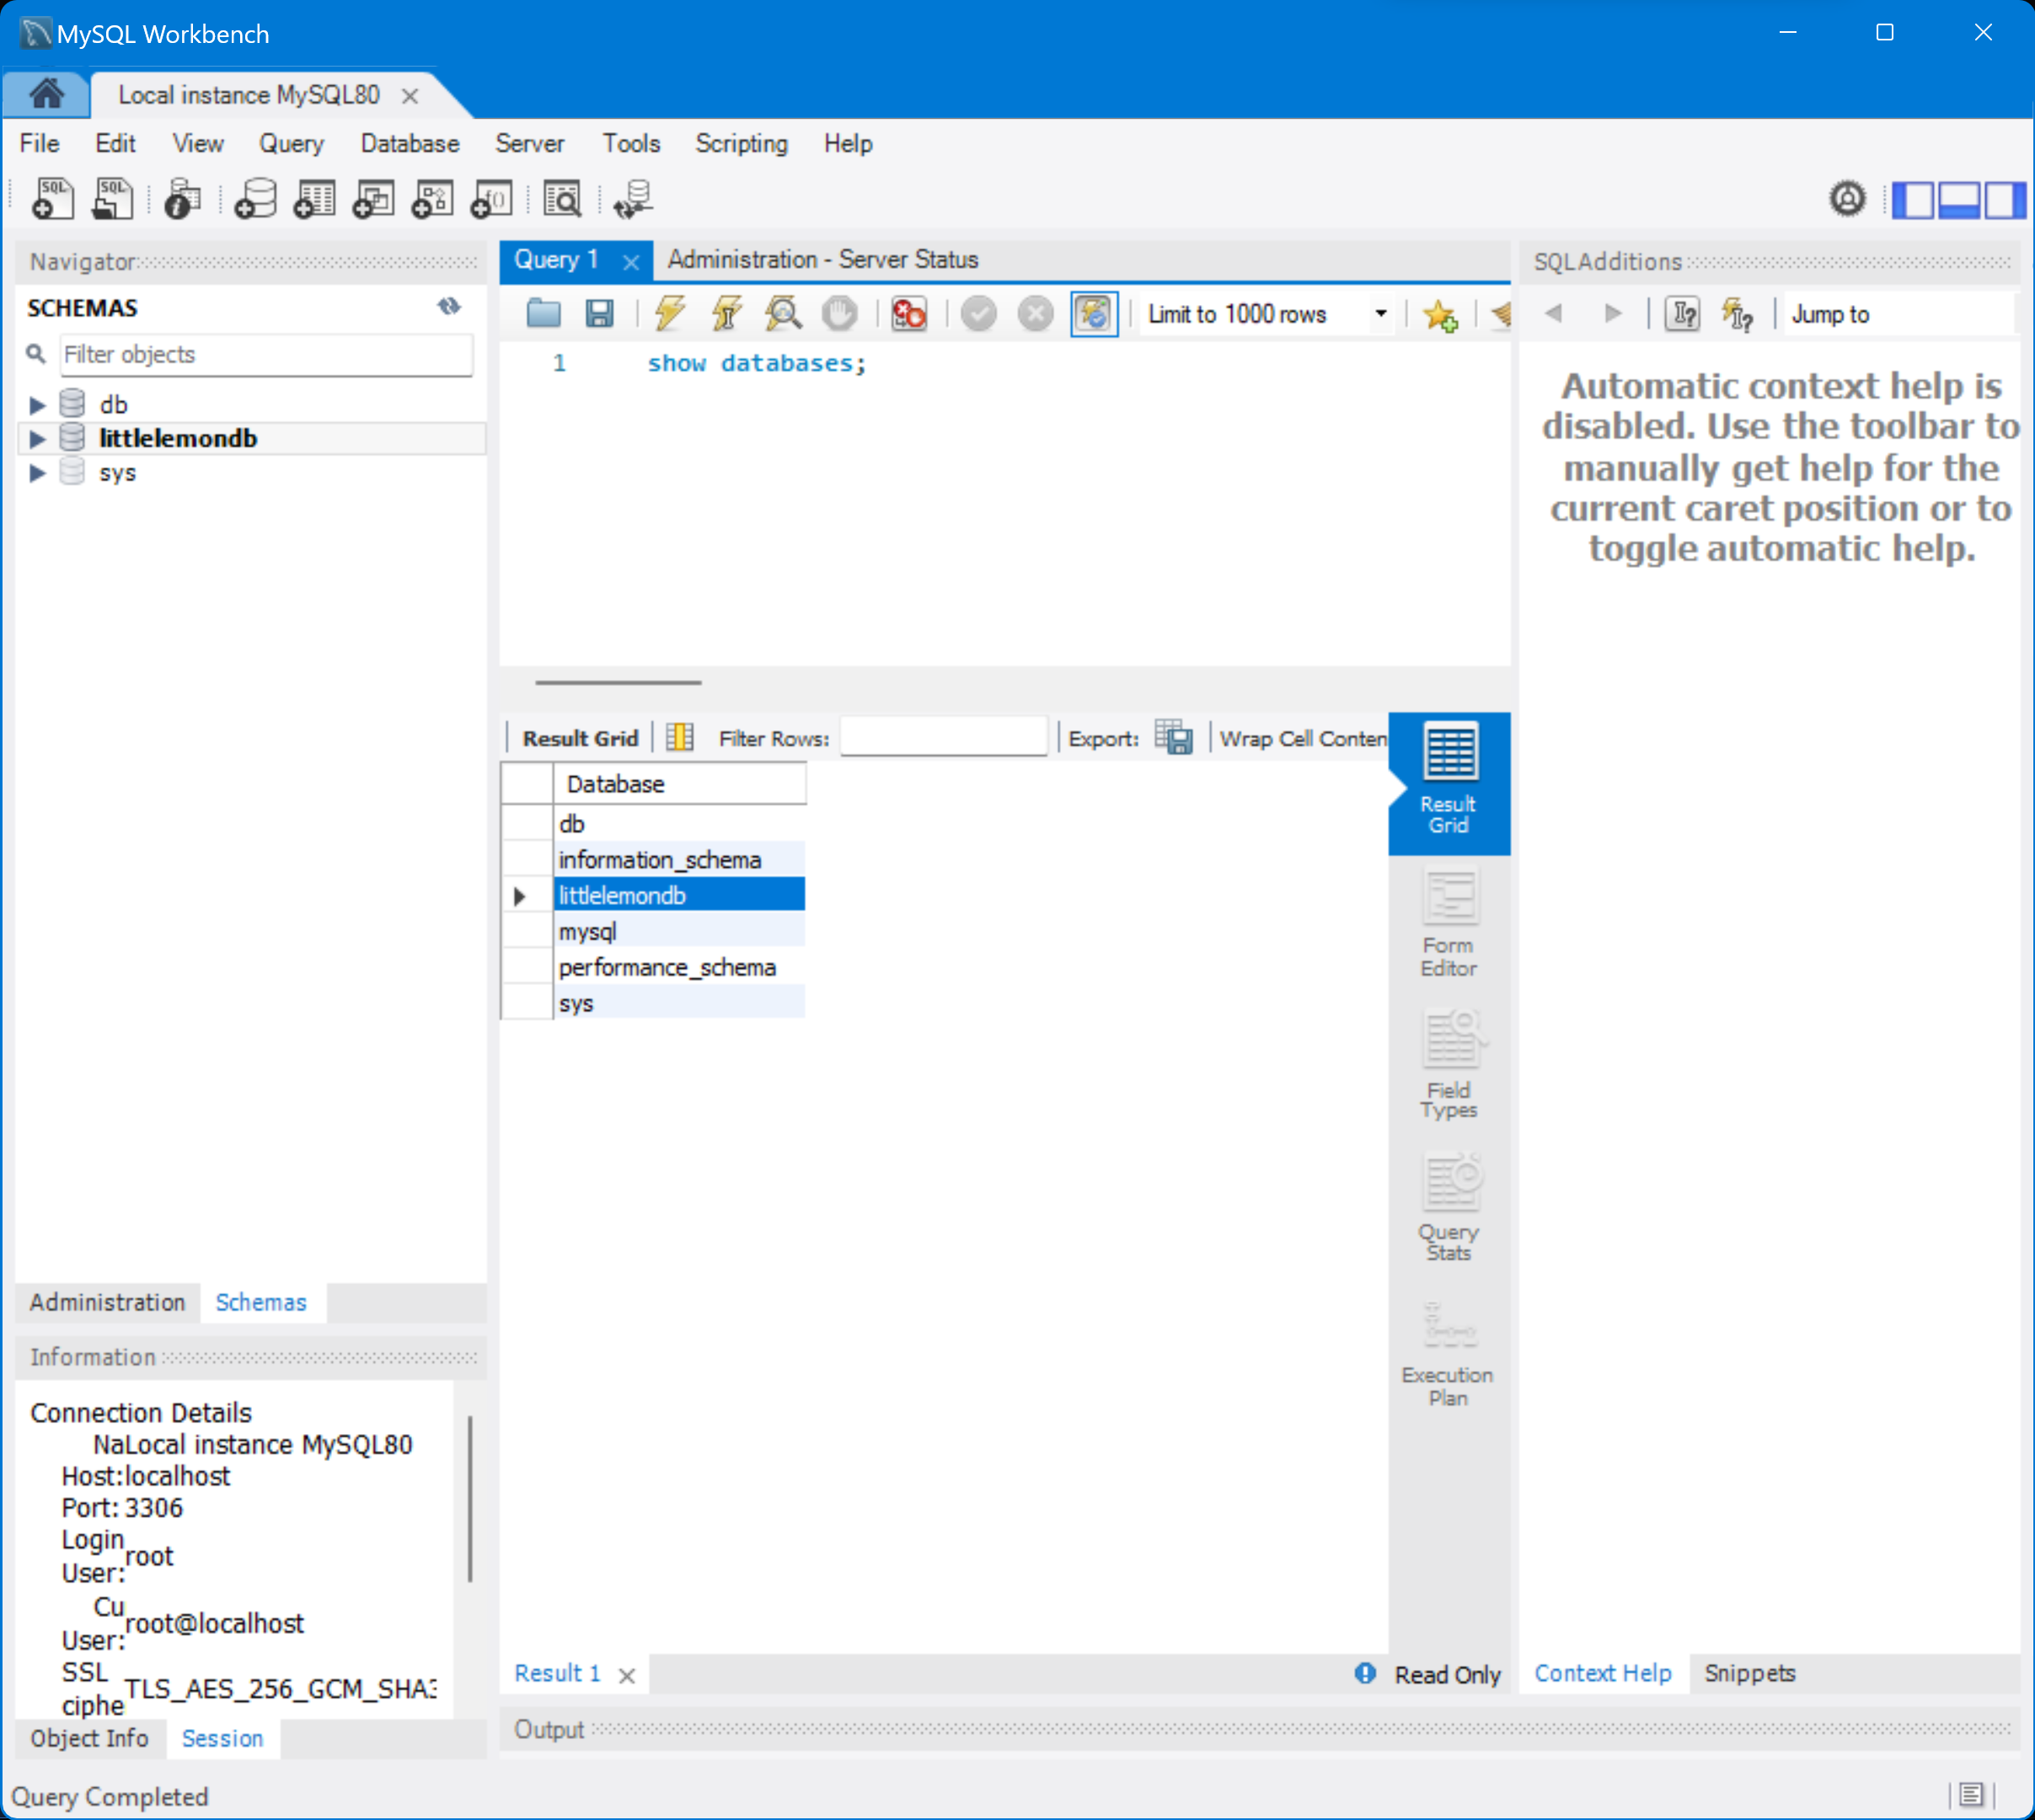 MySQL Workbench
Local instance MySQL80
File Edit View Query Database Server Tools Scripting Help
SQL SQL f()
Navigator
SCHEMAS
Filter objects
db
littlelemondb
sys
Administration Schemas
Information
Connection Details
NaLocal instance MySQL80
Host:localhost
Port: 3306
Login
User: root
Cu
User: root@localhost
SSL
ciphe TLS_AES_256_GCM_SHA3
Object Info Session
Query 1 Administration - Server Status
Limit to 1000 rows
1 show databases;
Result Grid Filter Rows: Export: Wrap Cell Conten
Database
db
information_schema
littlelemondb
mysql
performance_schema
sys
Result
Grid
Form
Editor
Field
Types
Query
Stats
Execution
Plan
Result 1 Read Only
SQLAdditions
Jump to
Automatic context help is
disabled. Use the toolbar to
manually get help for the
current caret position or to
toggle automatic help.
Context Help Snippets
Output
Query Completed